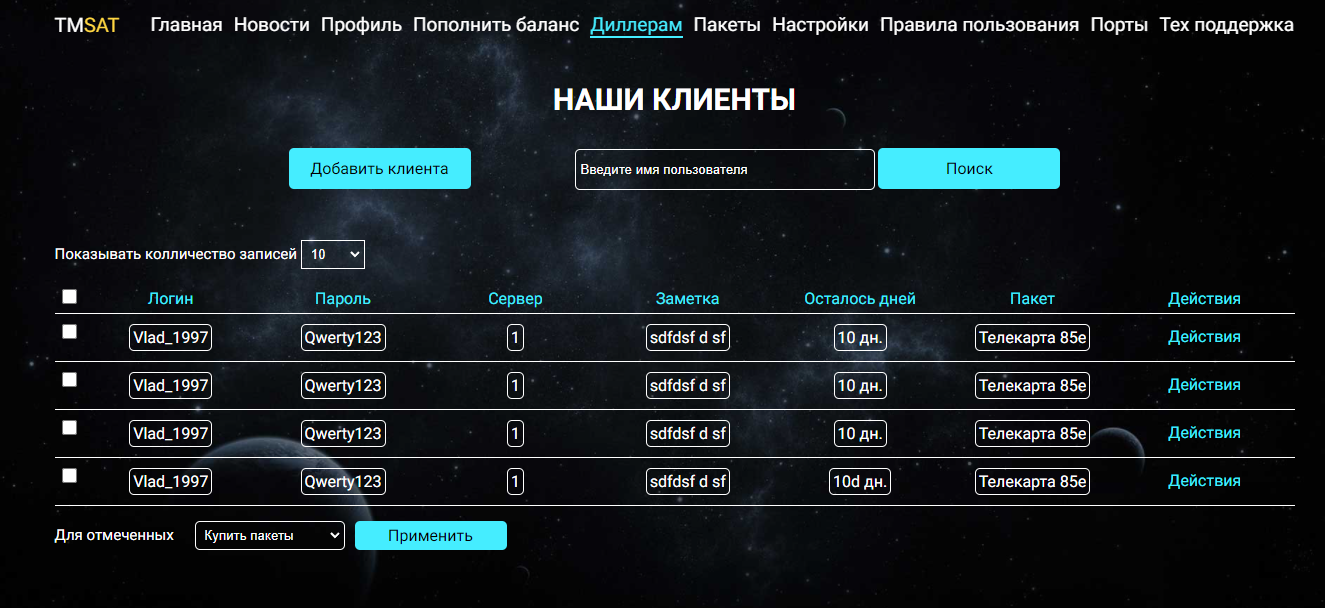 TMSAT Главная Новости Профиль Пополнить баланс Диллерам Пакеты Настройки Правила пользования Порты Тех поддержка
НАШИ КЛИЕНТЫ
Добавить клиента Введите имя пользователя Поиск
Показывать колличество записей 10
Логин Пароль Сервер Заметка Осталось дней Пакет Действия
Vlad_1997 Qwerty123 1 sdfdsf d sf 10 дн. Телекарта 85е Действия
Vlad_1997 Qwerty123 1 sdfdsf d sf 10 дн. Телекарта 85е Действия
Vlad_1997 Qwerty123 1 sdfdsf d sf 10 дн. Телекарта 85е Действия
Vlad_1997 Qwerty123 1 sdfdsf d sf 10d дн. Телекарта 85е Действия
Для отмеченных Купить пакеты Применить